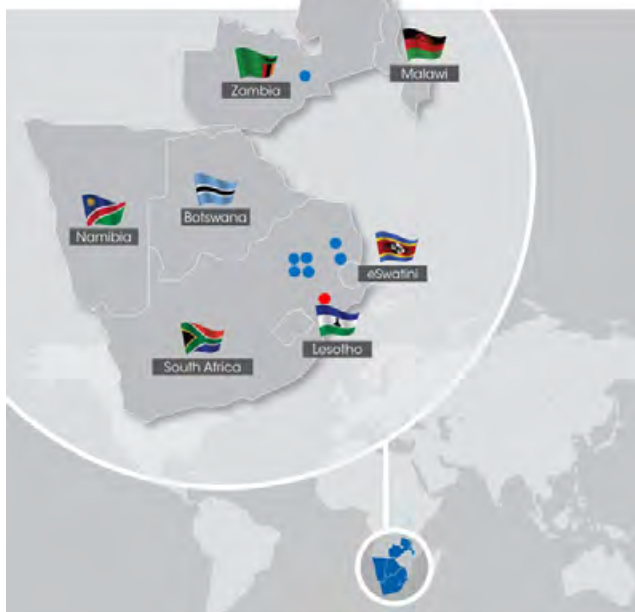 Zambia
Malawi
Botswana
Namibia
eSwatini
Lesotho
South Africa